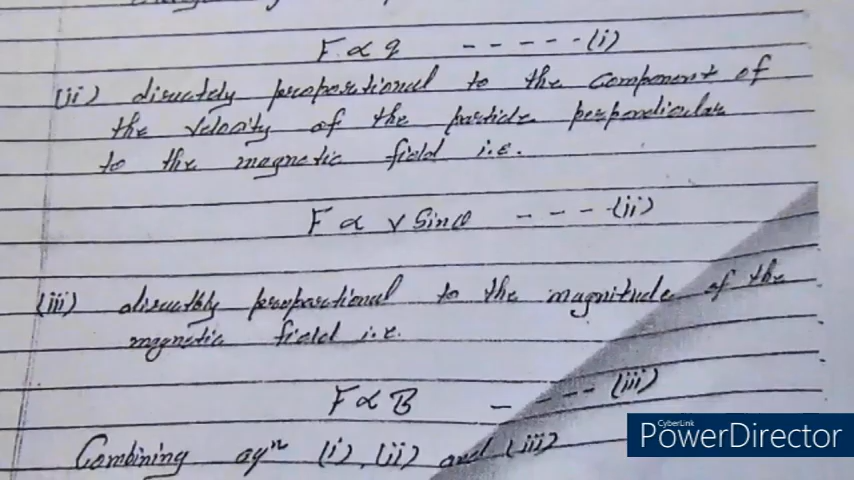 F ∝ q - - - - - (i)
(ii) directly proportional to the component of
the velocity of the particle perpendicular
to the magnetic field i.e.
F ∝ v Sinθ - - - - (ii)
(iii) directly proportional to the magnitude of the
magnetic field i.e.
F ∝ B - - - - (iii)
Combining eqⁿ (i), (ii) and (iii)
CyberLink
PowerDirector